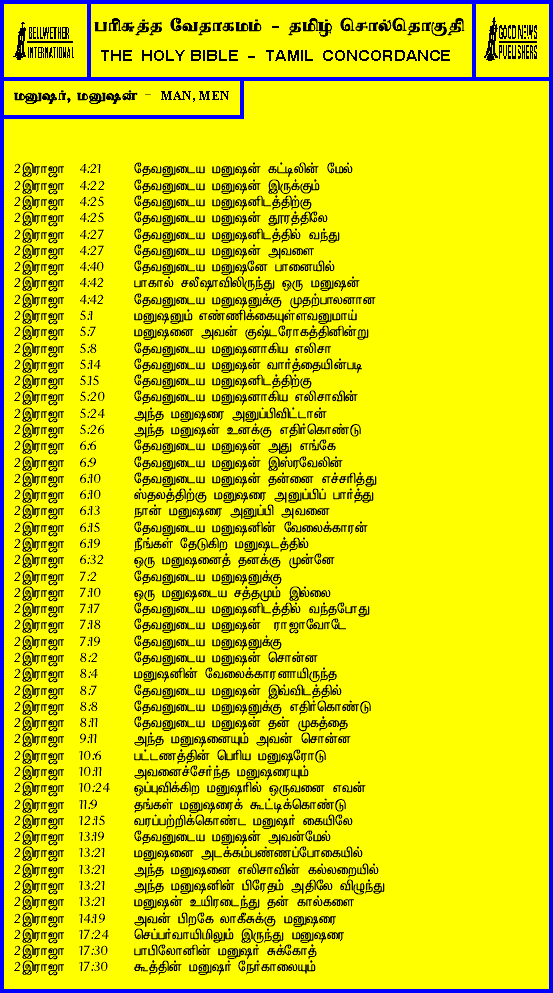 BELLWETHER
INTERNATIONAL
பரிசுத்த வேதாகமம் - தமிழ் சொல்தொகுதி
THE HOLY BIBLE - TAMIL CONCORDANCE
GOOD NEWS
PUBLISHERS
மனுஷர், மனுஷன் - MAN, MEN
2இராஜா 4:21 தேவனுடைய மனுஷன் கட்டிலின் மேல்
2இராஜா 4:22 தேவனுடைய மனுஷன் இருக்கும்
2இராஜா 4:25 தேவனுடைய மனுஷனிடத்திற்கு
2இராஜா 4:25 தேவனுடைய மனுஷன் தூரத்திலே
2இராஜா 4:27 தேவனுடைய மனுஷனிடத்தில் வந்து
2இராஜா 4:27 தேவனுடைய மனுஷன் அவளை
2இராஜா 4:40 தேவனுடைய மனுஷனே பானையில்
2இராஜா 4:42 பாகால் சலீஷாவிலிருந்து ஒரு மனுஷன்
2இராஜா 4:42 தேவனுடைய மனுஷனுக்கு முதற்பாலனான
2இராஜா 5:1 மனுஷனும் எண்ணிக்கையுள்ளவனுமாய்
2இராஜா 5:7 மனுஷனை அவன் குஷ்டரோகத்தினின்று
2இராஜா 5:8 தேவனுடைய மனுஷனாகிய எலிசா
2இராஜா 5:14 தேவனுடைய மனுஷன் வார்த்தையின்படி
2இராஜா 5:15 தேவனுடைய மனுஷனிடத்திற்கு
2இராஜா 5:20 தேவனுடைய மனுஷனாகிய எலிசாவின்
2இராஜா 5:24 அந்த மனுஷரை அனுப்பிவிட்டான்
2இராஜா 5:26 அந்த மனுஷன் உனக்கு எதிர்கொண்டு
2இராஜா 6:6 தேவனுடைய மனுஷன் அது எங்கே
2இராஜா 6:9 தேவனுடைய மனுஷன் இஸ்ரவேலின்
2இராஜா 6:10 தேவனுடைய மனுஷன் தன்னை எச்சரித்து
2இராஜா 6:10 ஸ்தலத்திற்கு மனுஷரை அனுப்பிப் பார்த்து
2இராஜா 6:13 நான் மனுஷரை அனுப்பி அவனை
2இராஜா 6:15 தேவனுடைய மனுஷனின் வேலைக்காரன்
2இராஜா 6:19 நீங்கள் தேடுகிற மனுஷடத்தில்
2இராஜா 6:32 ஒரு மனுஷனைத் தனக்கு முன்னே
2இராஜா 7:2 தேவனுடைய மனுஷனுக்கு
2இராஜா 7:10 ஒரு மனுஷடைய சத்தமும் இல்லை
2இராஜா 7:17 தேவனுடைய மனுஷனிடத்தில் வந்தபோது
2இராஜா 7:18 தேவனுடைய மனுஷன் ராஜாவோடே
2இராஜா 7:19 தேவனுடைய மனுஷனுக்கு
2இராஜா 8:2 தேவனுடைய மனுஷன் சொன்ன
2இராஜா 8:4 மனுஷனின் வேலைக்காரனாயிருந்த
2இராஜா 8:7 தேவனுடைய மனுஷன் இவ்விடத்தில்
2இராஜா 8:8 தேவனுடைய மனுஷனுக்கு எதிர்கொண்டு
2இராஜா 8:11 தேவனுடைய மனுஷன் தன் முகத்தை
2இராஜா 9:11 அந்த மனுஷனையும் அவன் சொன்ன
2இராஜா 10:6 பட்டணத்தின் பெரிய மனுஷரோடு
2இராஜா 10:11 அவனைச்சேர்ந்த மனுஷரையும்
2இராஜா 10:24 ஒப்புவிக்கிற மனுஷரில் ஒருவனை எவன்
2இராஜா 11:9 தங்கள் மனுஷரைக் கூட்டிக்கொண்டு
2இராஜா 12:15 வரப்பற்றிக்கொண்ட மனுஷர் கையிலே
2இராஜா 13:19 தேவனுடைய மனுஷன் அவன்மேல்
2இராஜா 13:21 மனுஷனை அடக்கம்பண்ணப்போகையில்
2இராஜா 13:21 அந்த மனுஷனை எலிசாவின் கல்லறையில்
2இராஜா 13:21 அந்த மனுஷனின் பிரேதம் அதிலே விழுந்து
2இராஜா 13:21 மனுஷன் உயிரடைந்து தன் கால்களை
2இராஜா 14:19 அவன் பிறகே லாகீசுக்கு மனுஷரை
2இராஜா 17:24 செப்பர்வாயிமிலும் இருந்து மனுஷரை
2இராஜா 17:30 பாபிலோனின் மனுஷர் சுக்கோத்
2இராஜா 17:30 கூத்தின் மனுஷர் நேர்காலையும்